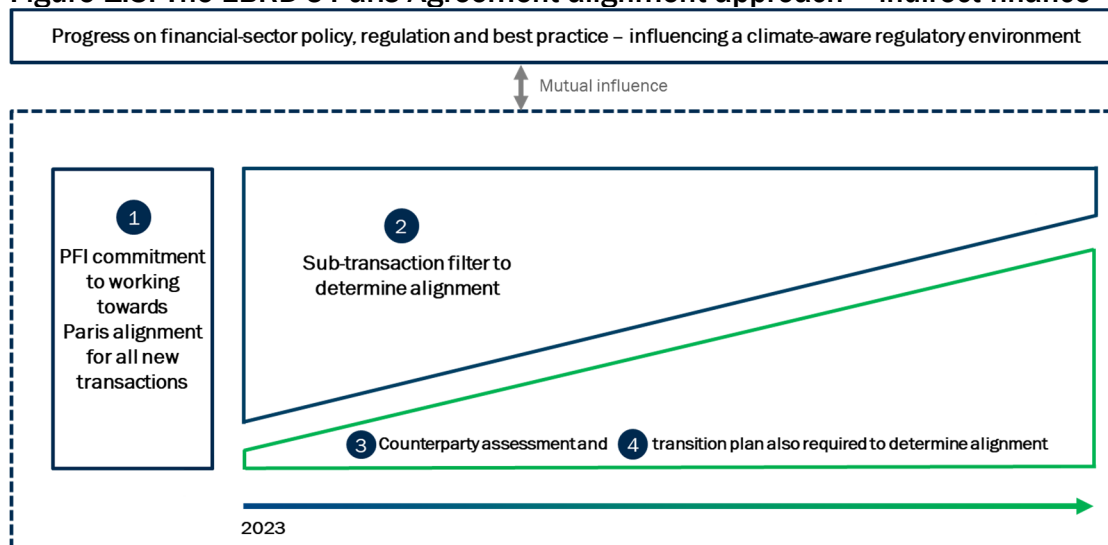 Progress on financial-sector policy, regulation and best practice – influencing a climate-aware regulatory environment
Mutual influence
1
PFI commitment
to working
towards
Paris alignment
for all new
transactions
2
Sub-transaction filter to
determine alignment
3 Counterparty assessment and 4 transition plan also required to determine alignment
2023